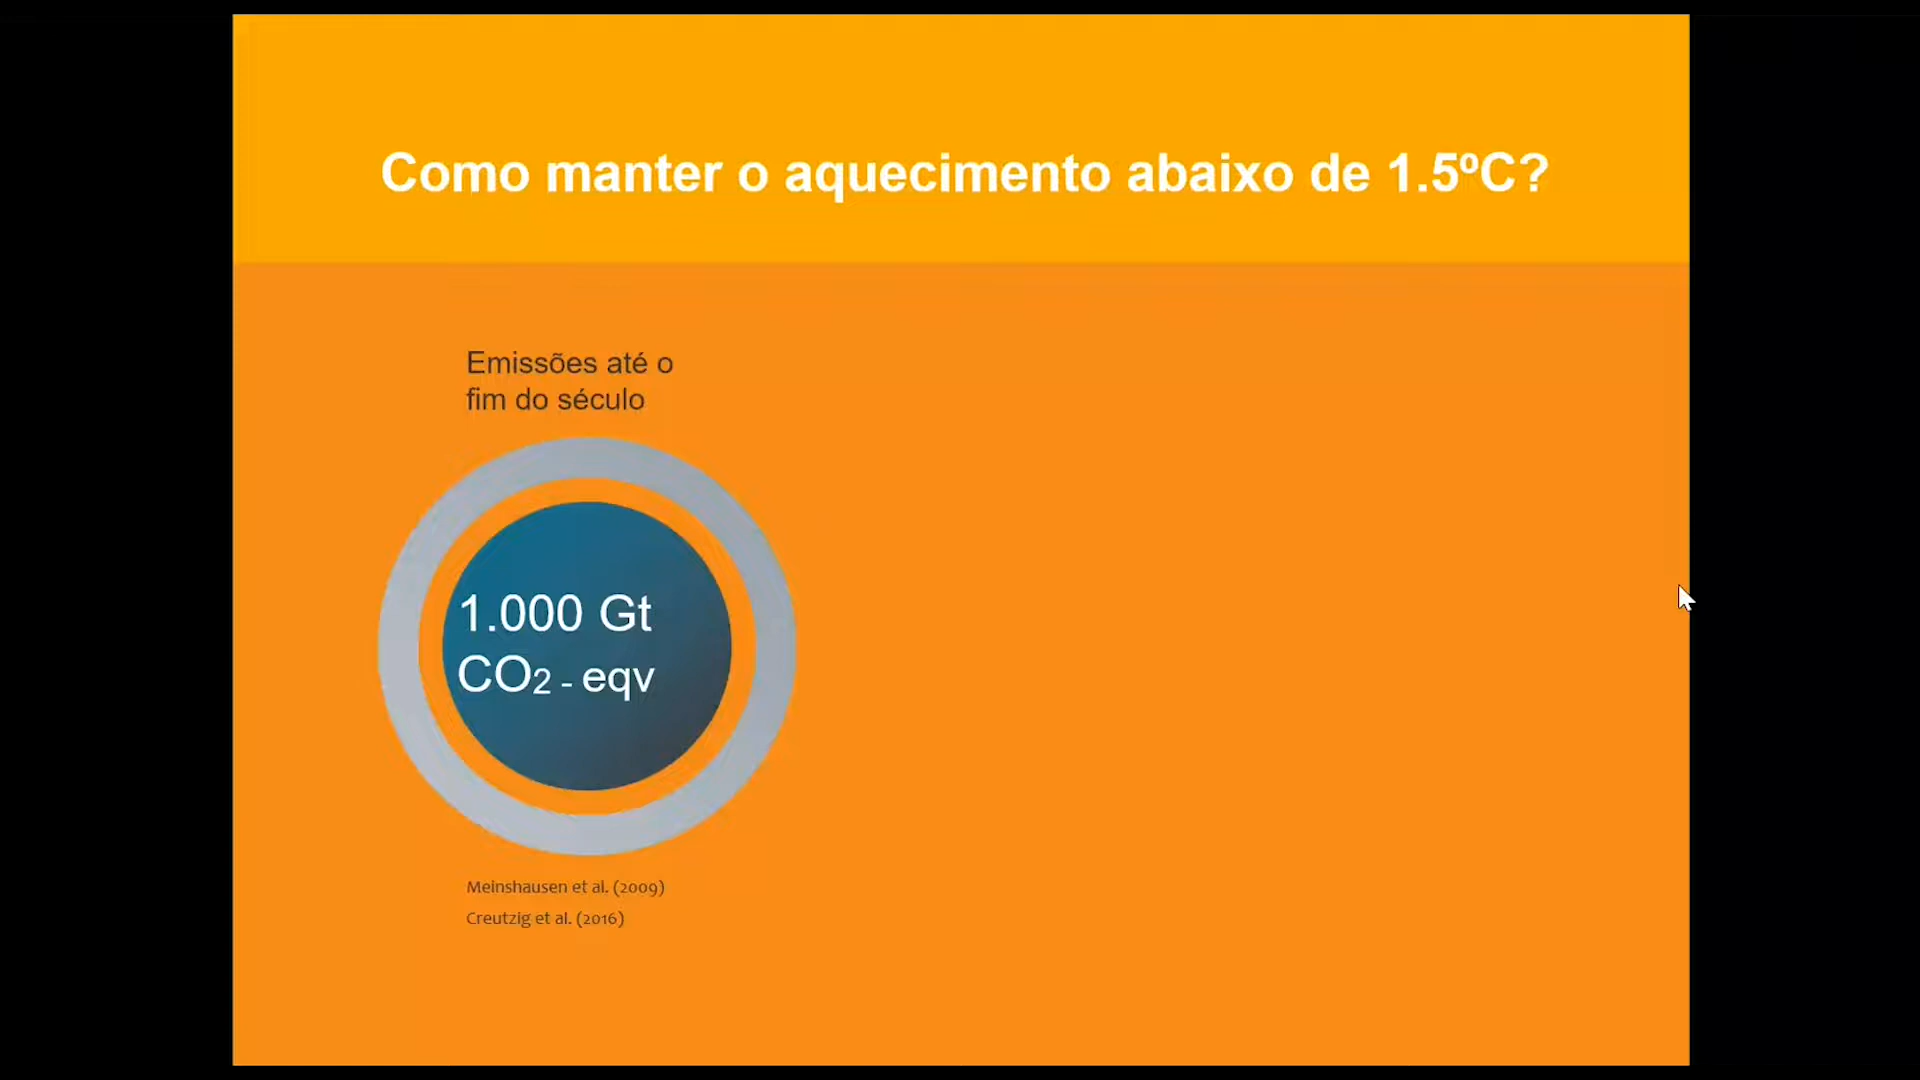 Como manter o aquecimento abaixo de 1.5ºC?
Emissões até o
fim do século
1.000 Gt
CO2 - eqv
Meinshausen et al. (2009)
Creutzig et al. (2016)